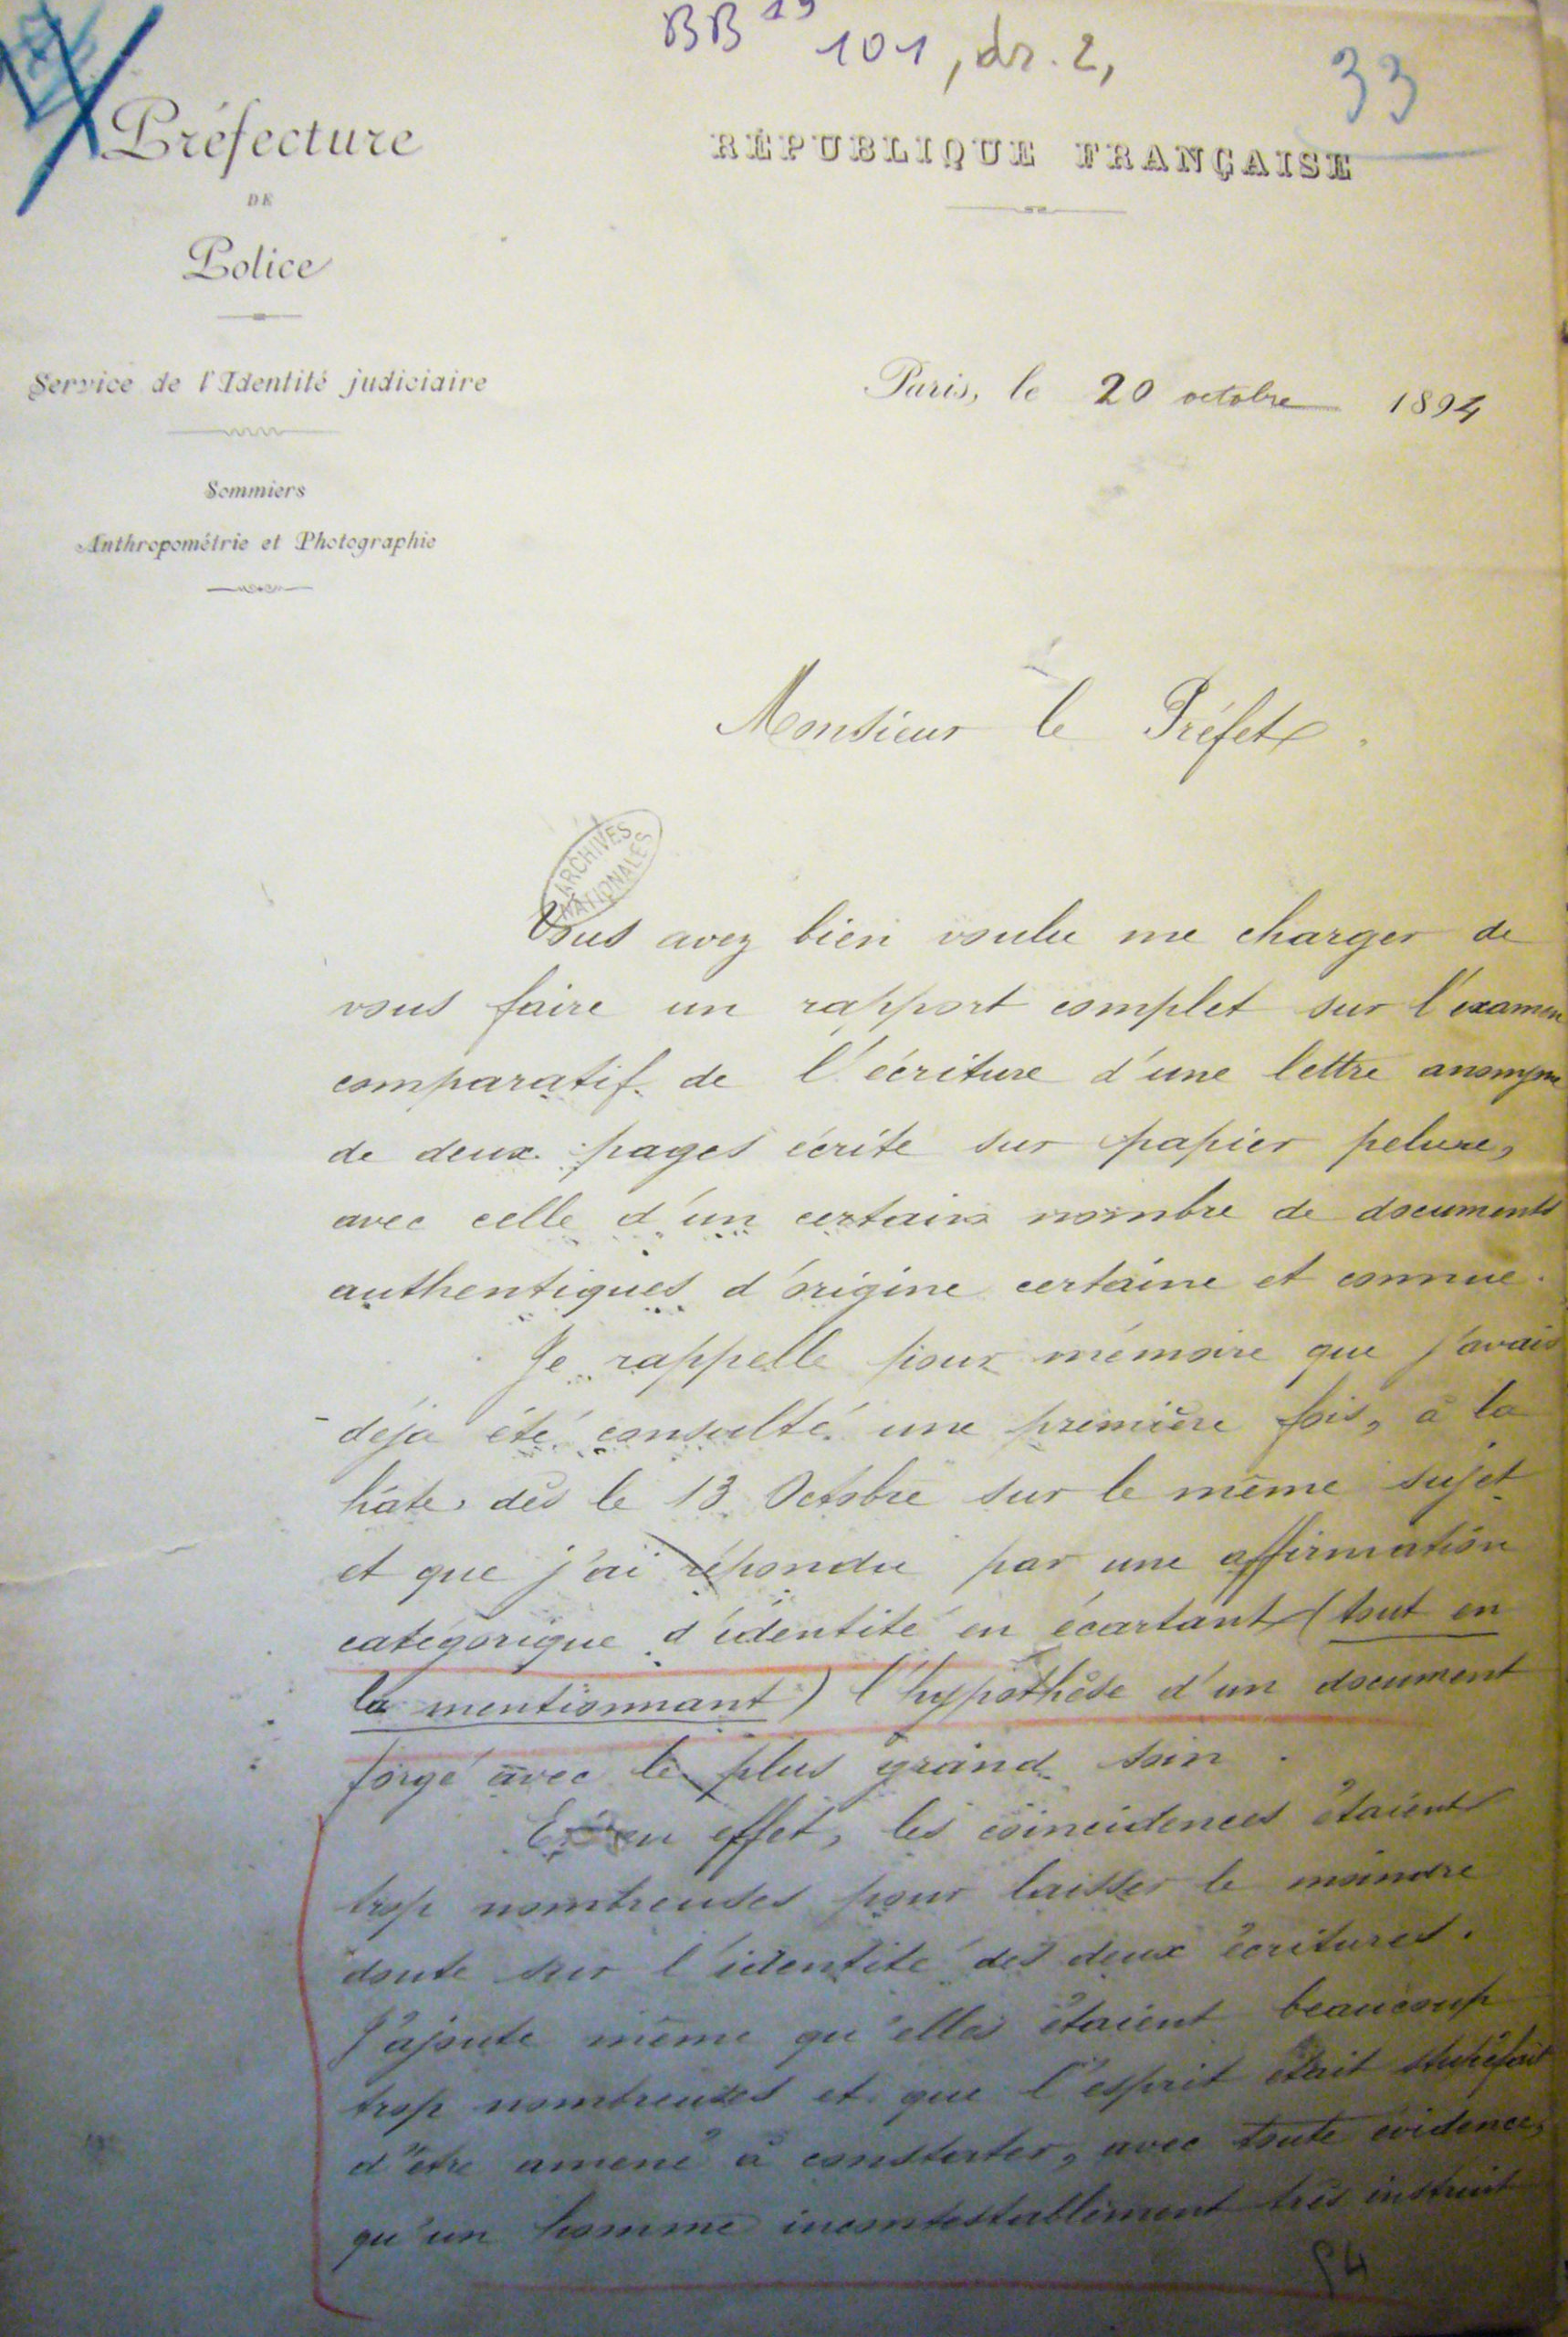 BB 19 101, dr. 2,
33
Préfecture
DE
Police
RÉPUBLIQUE FRANÇAISE
Service de l'Identité judiciaire
Sommiers
Anthropométrie et Photographie
Paris, le 20 octobre 1894
Monsieur le Préfet.
ARCHIVES
NATIONALES
Vous avez bien voulu me charger de
vous faire un rapport complet sur l'examen
comparatif de l'écriture d'une lettre anonyme
de deux pages écrite sur papier pelure,
avec celle d'un certain nombre de documents
authentiques d'origine certaine et connue.
Je rappelle pour mémoire que j'avais
déja été consulté une première fois, à la
hâte, dès le 13 Octobre sur le même sujet
et que j'ai répondu par une affirmation
catégorique d'identité en écartant (tout en
la mentionnant) l'hypothèse d'un document
forgé avec le plus grand soin.
en effet, les coïncidences étaient
trop nombreuses pour laisser le moindre
doute sur l'identité des deux écritures.
J'ajoute même qu'elles étaient beaucoup
trop nombreuses et que l'esprit était stupéfait
d'être amené à constater, avec toute évidence,
qu'un homme incontestablement très instruit